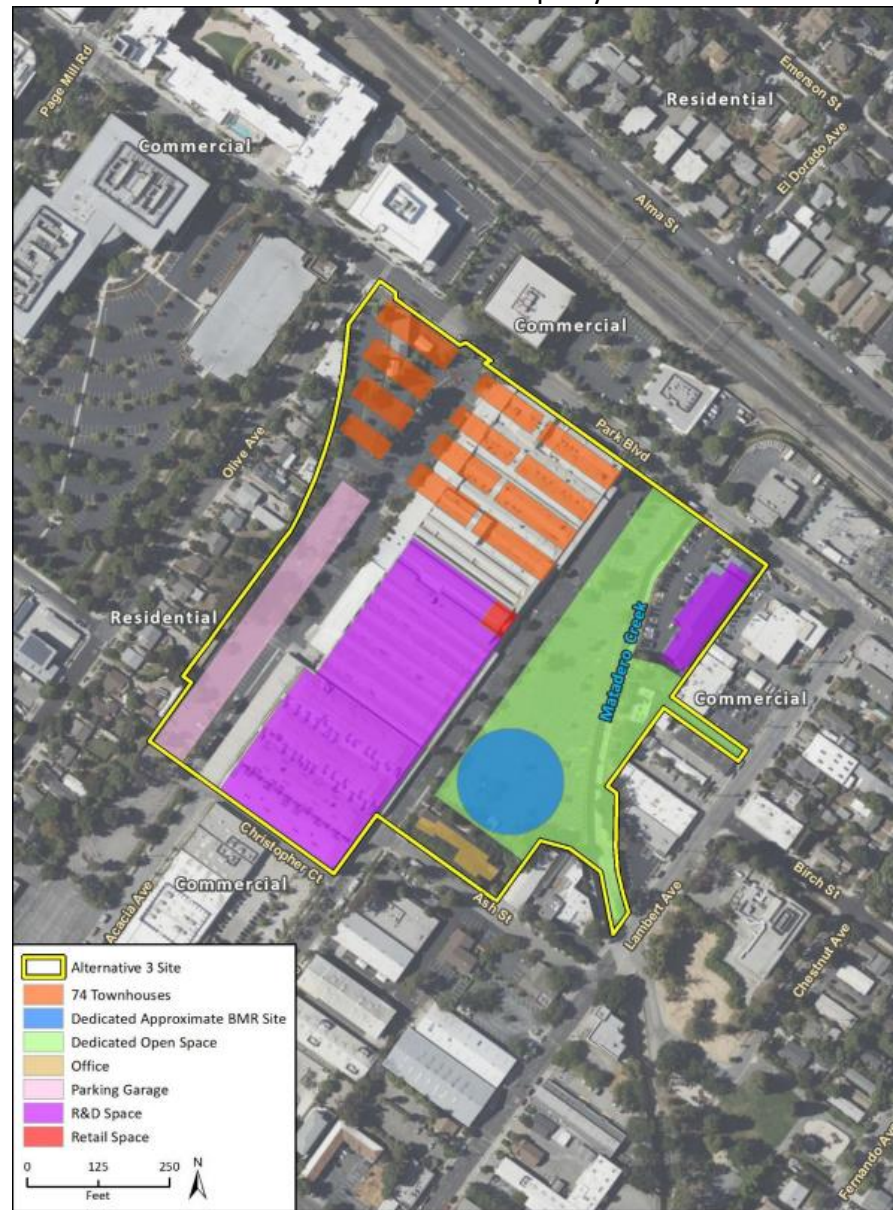 Page Mill Rd
Commercial
Residential
Emerson St
El Dorado Ave
Alma St
Commercial
Park Blvd
Olive Ave
Residential
Matadero Creek
Commercial
Christopher Ct
Commercial
Acacia Ave
Ash St
Lambert Ave
Birch St
Chestnut Ave
Fernando Ave
Alternative 3 Site
74 Townhouses
Dedicated Approximate BMR Site
Dedicated Open Space
Office
Parking Garage
R&D Space
Retail Space
0 125 250
Feet
N